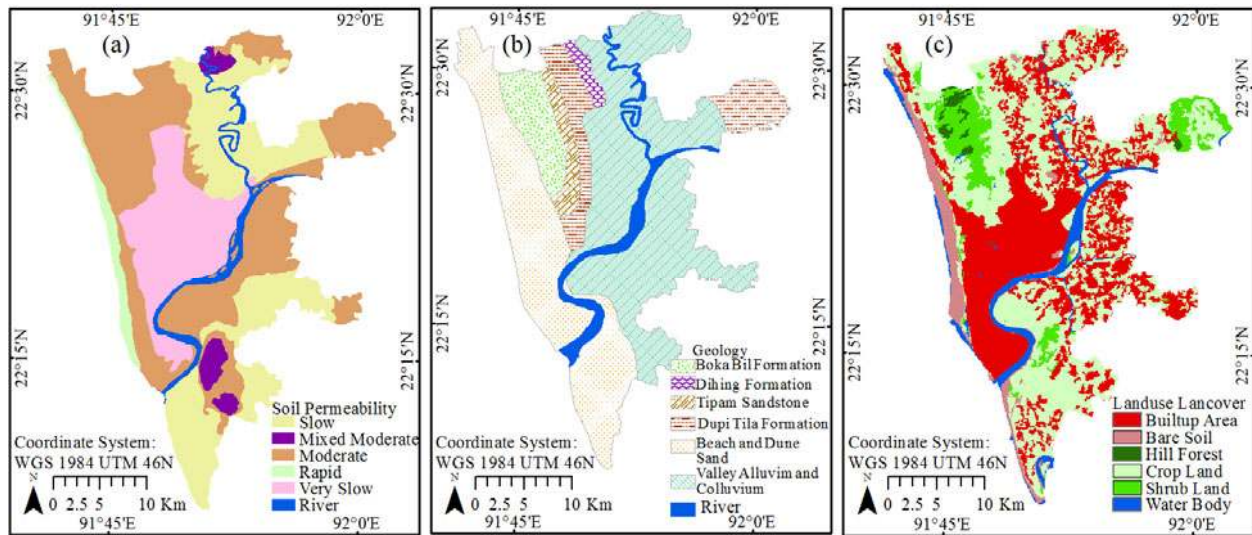 91°45'E
92°0'E
(a)
22°30'N
22°30'N
22°15'N
22°15'N
Soil Permeability
Slow
Mixed Moderate
Moderate
Rapid
Very Slow
River
Coordinate System:
WGS 1984 UTM 46N
N
0 2.5 5 10 Km
91°45'E
92°0'E
91°45'E
92°0'E
(b)
22°30'N
22°30'N
22°15'N
22°15'N
Geology
Boka Bil Formation
Dihing Formation
Tipam Sandstone
Dupi Tila Formation
Beach and Dune
Sand
Valley Alluvim and
Colluvium
River
Coordinate System:
WGS 1984 UTM 46N
N
0 2.5 5 10 Km
91°45'E
92°0'E
91°45'E
92°0'E
(c)
22°30'N
22°30'N
22°15'N
22°15'N
Landuse Lancover
Builtup Area
Bare Soil
Hill Forest
Crop Land
Shrub Land
Water Body
Coordinate System:
WGS 1984 UTM 46N
N
0 2.5 5 10 Km
91°45'E
92°0'E